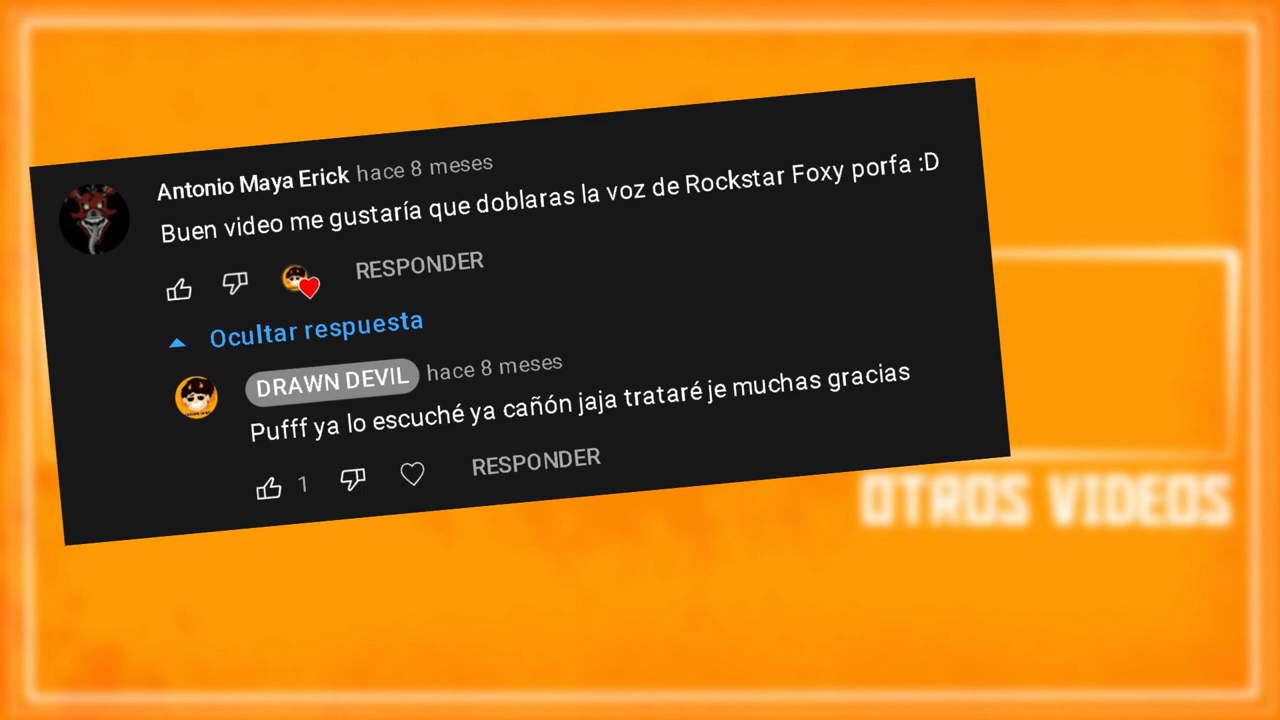 Antonio Maya Erick hace 8 meses
Buen video me gustaría que doblaras la voz de Rockstar Foxy porfa :D
RESPONDER
Ocultar respuesta
DRAWN DEVIL hace 8 meses
Pufff ya lo escuché ya cañón jaja trataré je muchas gracias
1 RESPONDER
OTROS VIDEOS